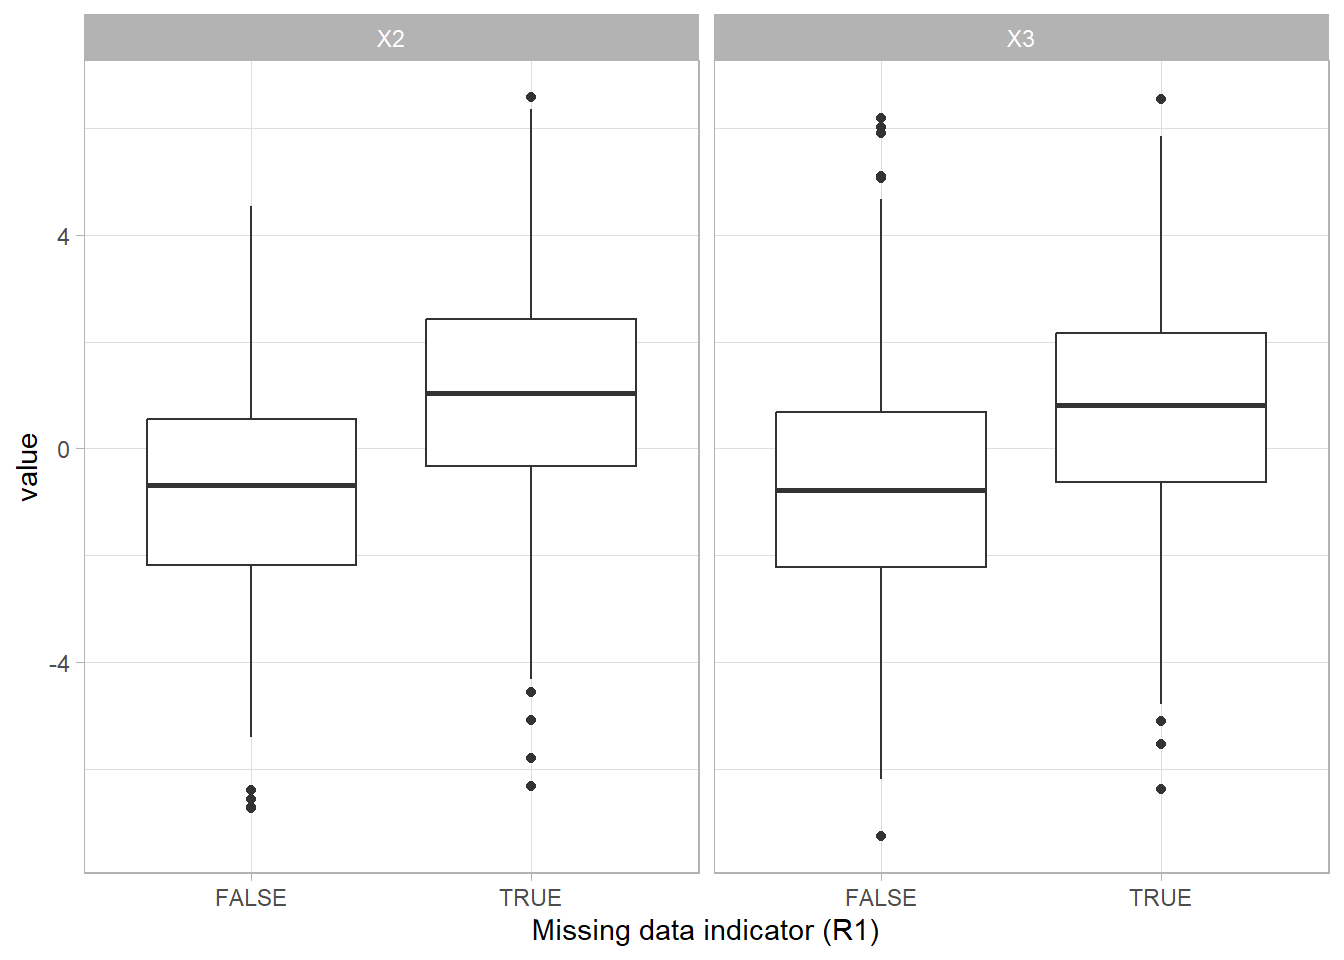 X2
X3
value
4
0
-4
FALSE
TRUE
FALSE
TRUE
Missing data indicator (R1)